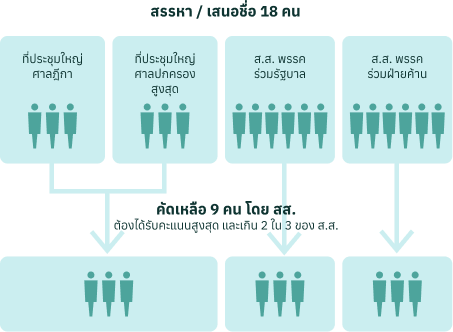 สรรหา / เสนอชื่อ 18 คน
ที่ประชุมใหญ่
ศาลฎีกา
ที่ประชุมใหญ่
ศาลปกครอง
สูงสุด
ส.ส. พรรค
ร่วมรัฐบาล
ส.ส. พรรค
ร่วมฝ่ายค้าน
คัดเหลือ 9 คน โดย สส.
ต้องได้รับคะแนนสูงสุด และเกิน 2 ใน 3 ของ ส.ส.